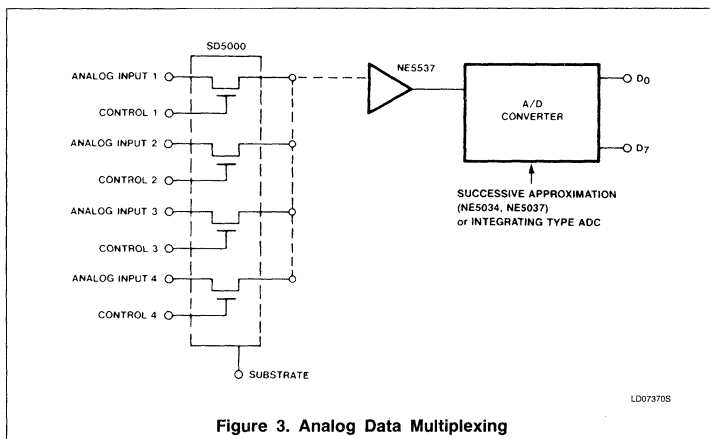 SD5000
ANALOG INPUT 1
CONTROL 1
ANALOG INPUT 2
CONTROL 2
ANALOG INPUT 3
CONTROL 3
ANALOG INPUT 4
CONTROL 4
SUBSTRATE
NE5537
A/D
CONVERTER
D0
D7
SUCCESSIVE APPROXIMATION
(NE5034, NE5037)
or INTEGRATING TYPE ADC
LD07370S
Figure 3. Analog Data Multiplexing